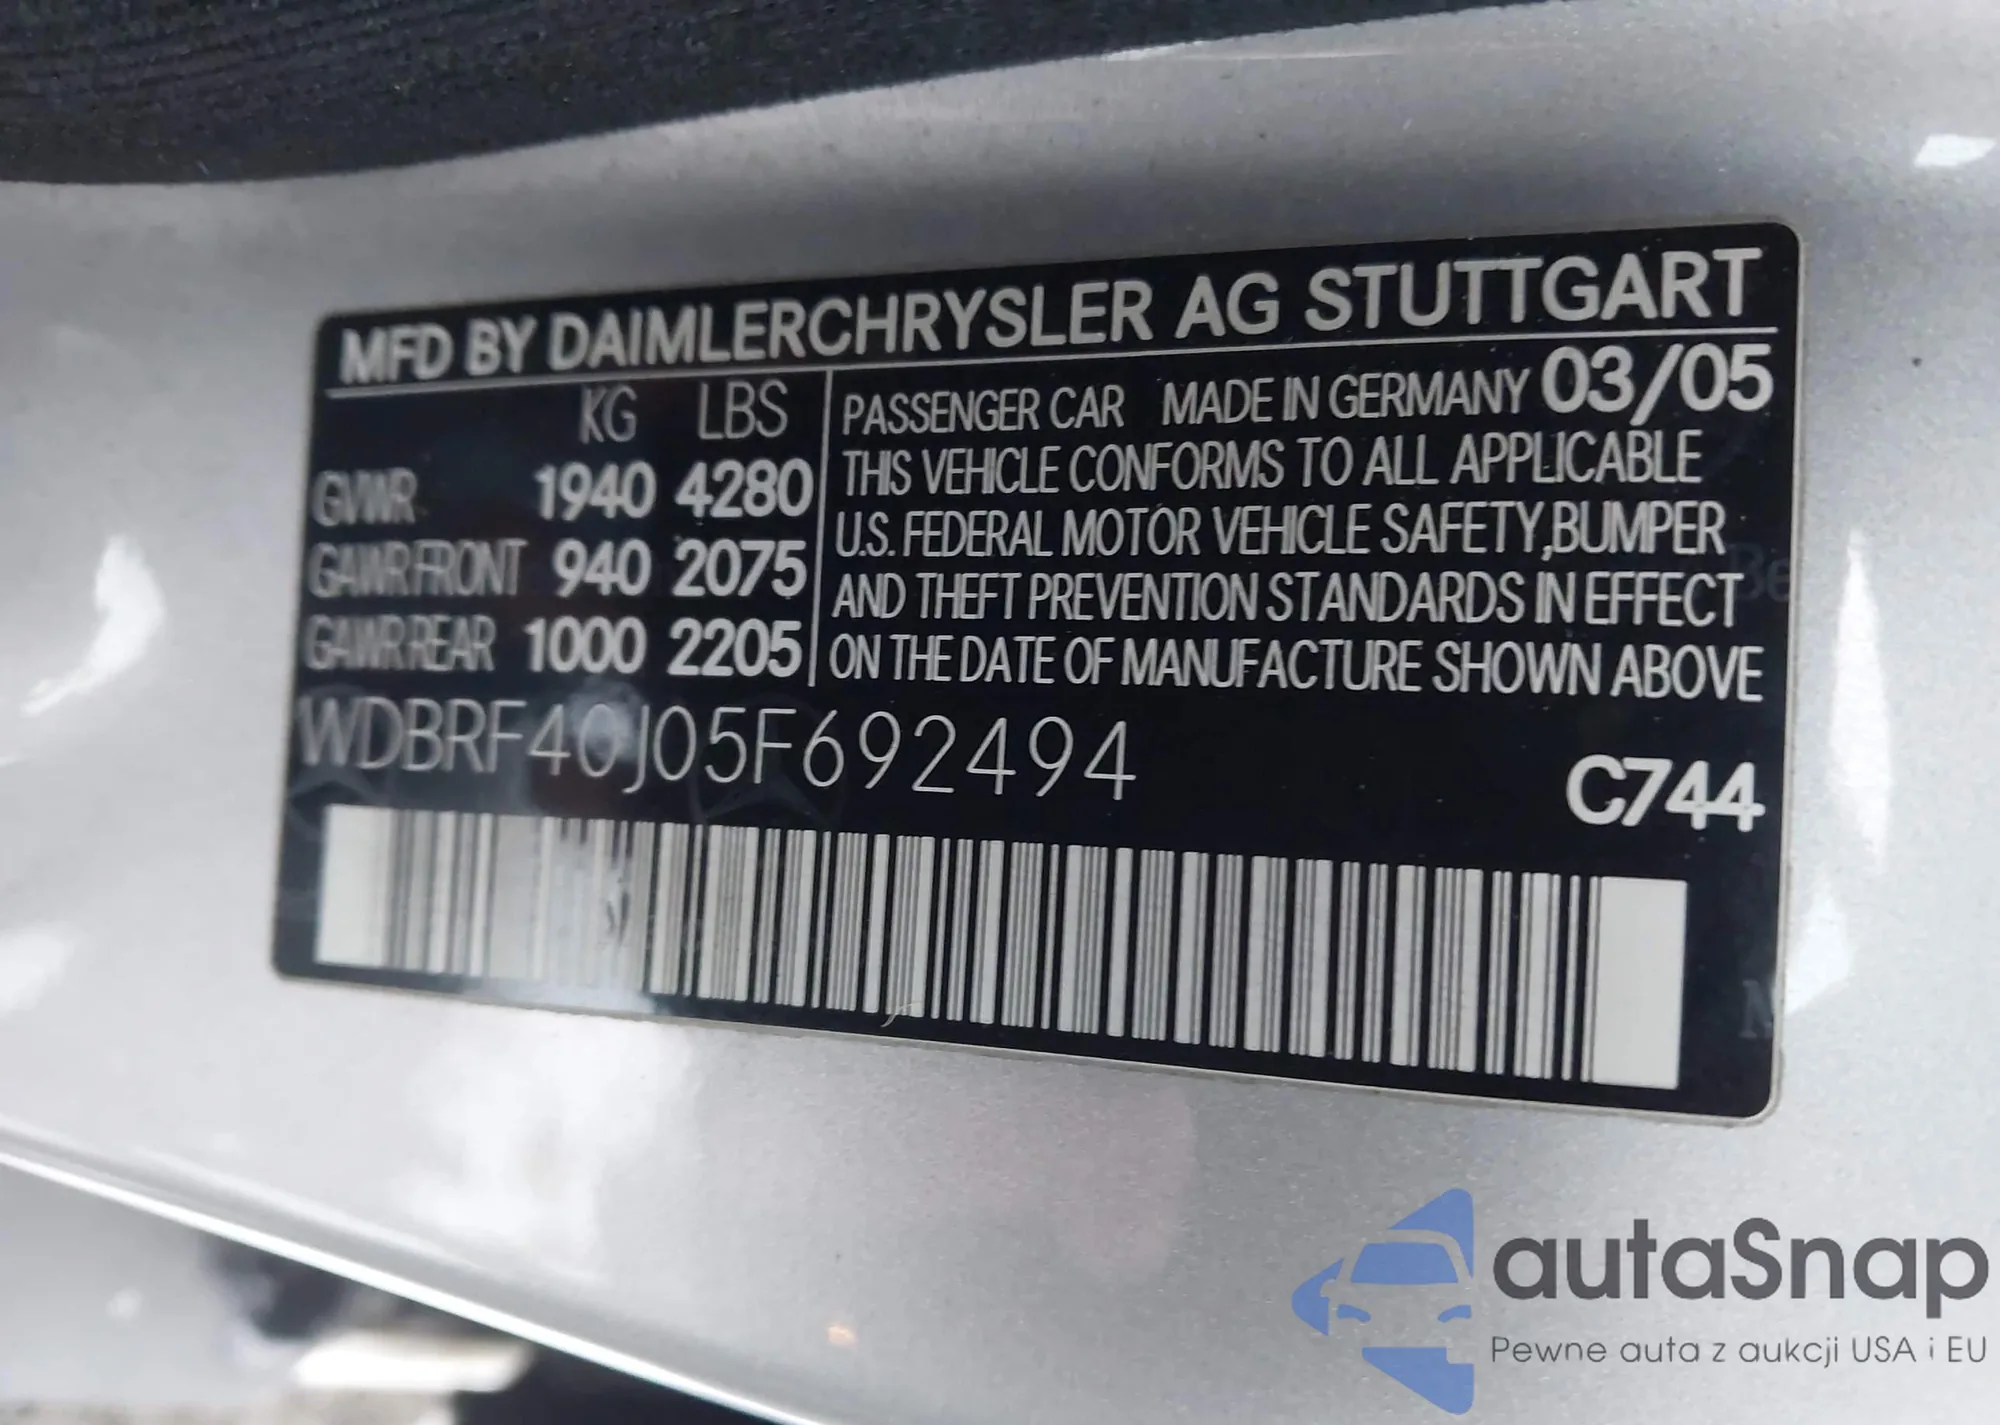 MFD BY DAIMLERCHRYSLER AG STUTTGART
KG LBS
GVWR 1940 4280
GAWR FRONT 940 2075
GAWR REAR 1000 2205
PASSENGER CAR MADE IN GERMANY 03/05
THIS VEHICLE CONFORMS TO ALL APPLICABLE
U.S. FEDERAL MOTOR VEHICLE SAFETY,BUMPER
AND THEFT PREVENTION STANDARDS IN EFFECT
ON THE DATE OF MANUFACTURE SHOWN ABOVE
WDBRF40J05F692494
C744
autaSnap
Pewne auta z aukcji USA i EU